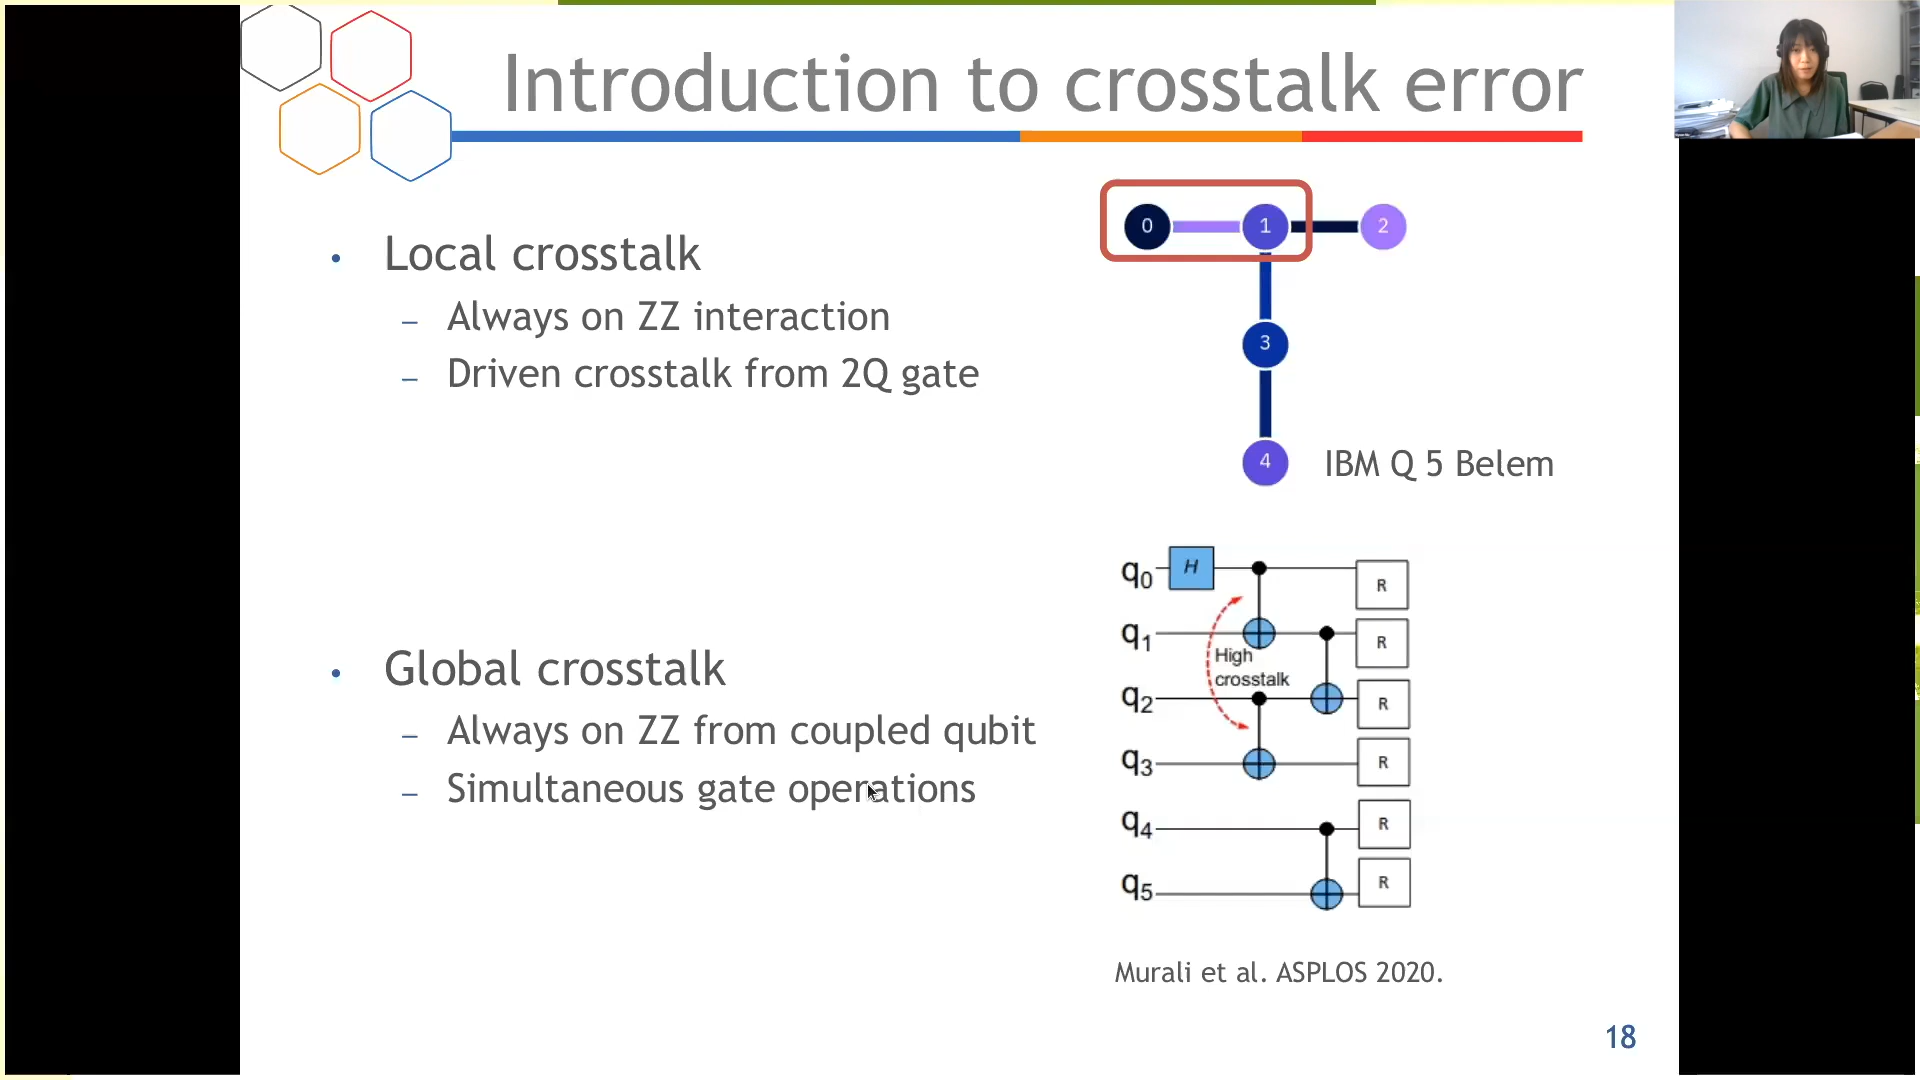 Introduction to crosstalk error
• Local crosstalk
– Always on ZZ interaction
– Driven crosstalk from 2Q gate
0 1 2
3
4
IBM Q 5 Belem
• Global crosstalk
– Always on ZZ from coupled qubit
– Simultaneous gate operations
q0 H R
q1 R
High
crosstalk
q2 R
q3 R
q4 R
q5 R
Murali et al. ASPLOS 2020.
18